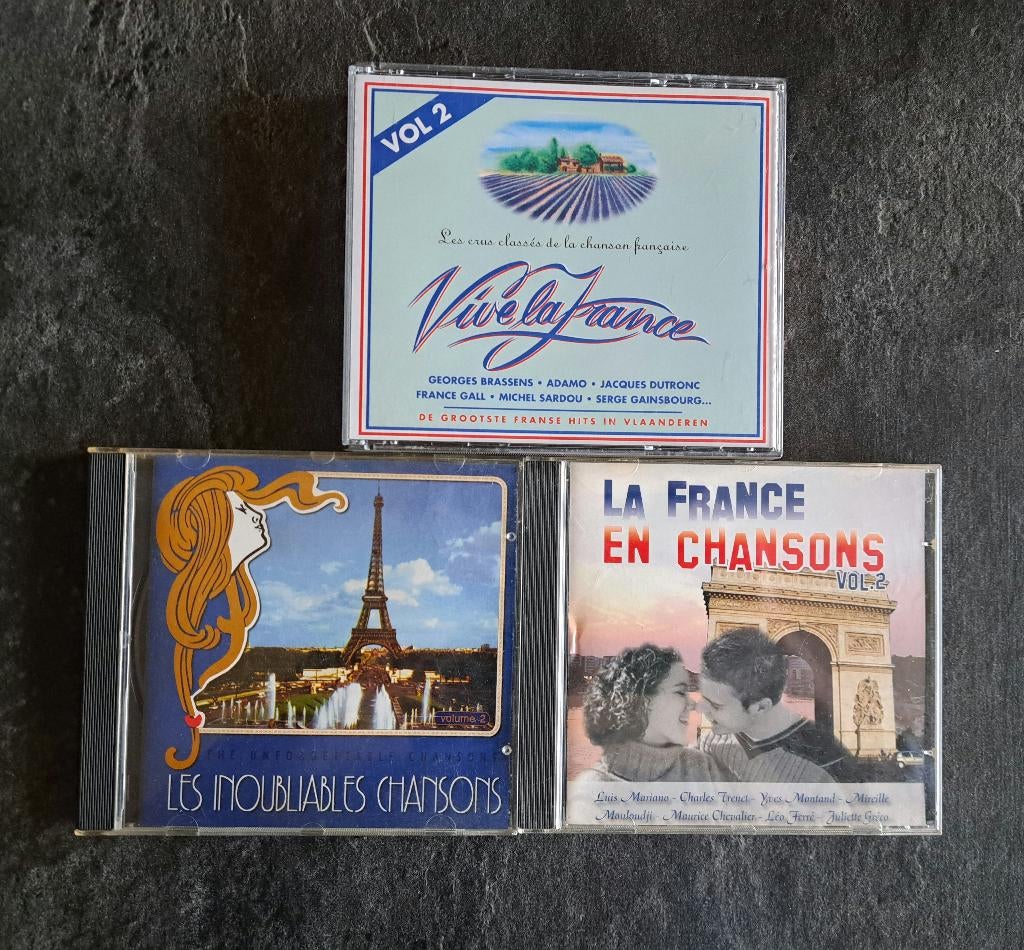 VOL 2
Les crus classés de la chanson française
Vive la France
GEORGES BRASSENS • ADAMO • JACQUES DUTRONC
FRANCE GALL • MICHEL SARDOU • SERGE GAINSBOURG...
DE GROOTSTE FRANSE HITS IN VLAANDEREN
volume 2
THE UNFORGETTABLE CHANSONS
LES INOUBLIABLES CHANSONS
LA FRANCE
EN CHANSONS
VOL.2
Luis Mariano - Charles Trenet - Yves Montand - Mireille
Mouloudji - Maurice Chevalier - Léo Ferré - Juliette Gréco